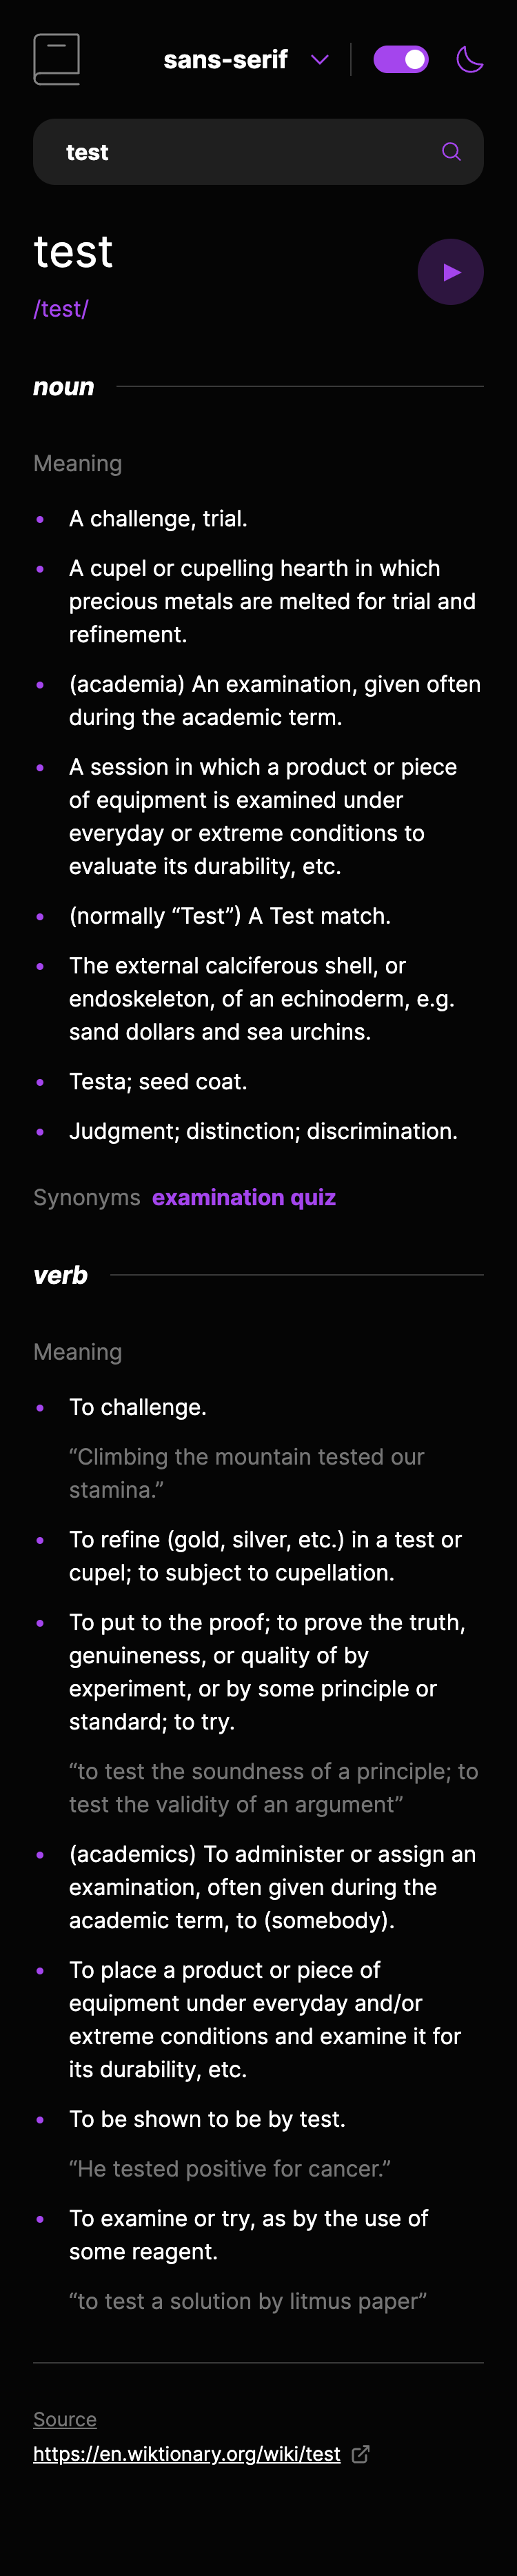 sans-serif
test
test
/test/
noun
Meaning
A challenge, trial.
A cupel or cupelling hearth in which
precious metals are melted for trial and
refinement.
(academia) An examination, given often
during the academic term.
A session in which a product or piece
of equipment is examined under
everyday or extreme conditions to
evaluate its durability, etc.
(normally “Test”) A Test match.
The external calciferous shell, or
endoskeleton, of an echinoderm, e.g.
sand dollars and sea urchins.
Testa; seed coat.
Judgment; distinction; discrimination.
Synonyms examination quiz
verb
Meaning
To challenge.
“Climbing the mountain tested our
stamina.”
To refine (gold, silver, etc.) in a test or
cupel; to subject to cupellation.
To put to the proof; to prove the truth,
genuineness, or quality of by
experiment, or by some principle or
standard; to try.
“to test the soundness of a principle; to
test the validity of an argument”
(academics) To administer or assign an
examination, often given during the
academic term, to (somebody).
To place a product or piece of
equipment under everyday and/or
extreme conditions and examine it for
its durability, etc.
To be shown to be by test.
“He tested positive for cancer.”
To examine or try, as by the use of
some reagent.
“to test a solution by litmus paper”
Source
https://en.wiktionary.org/wiki/test